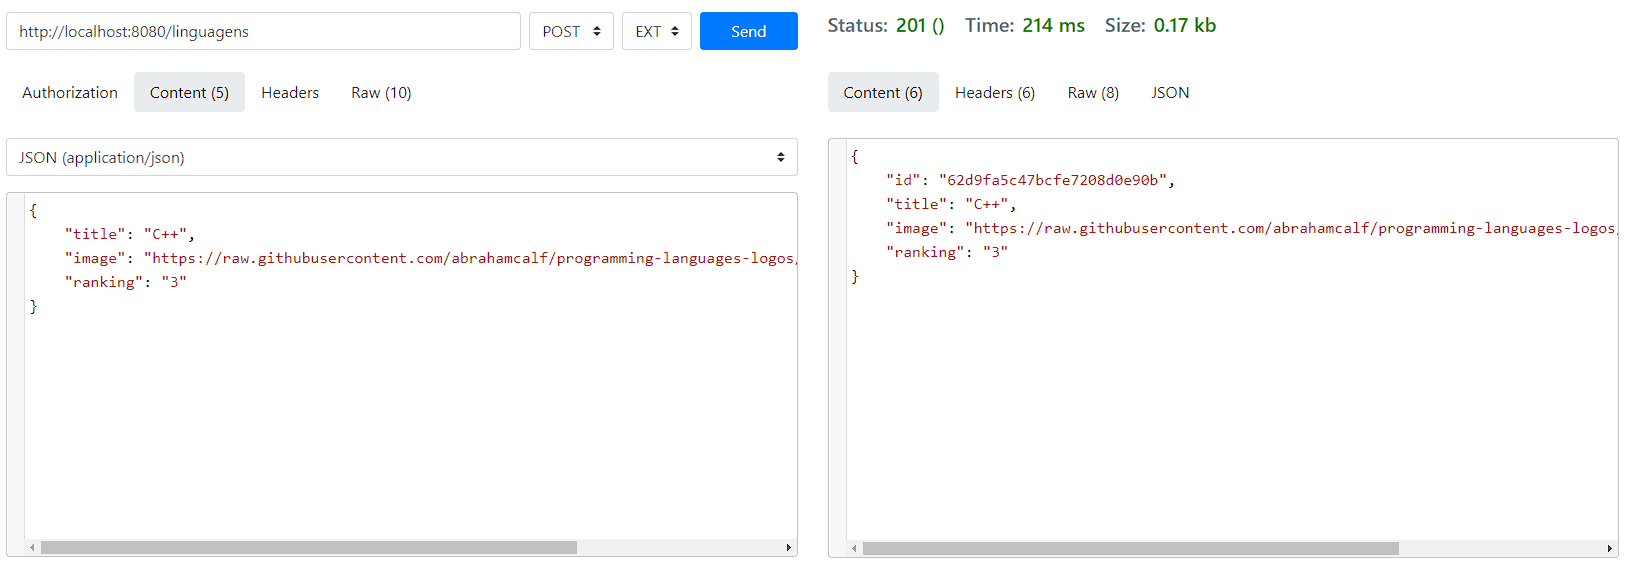 http://localhost:8080/linguagens POST EXT Send
Authorization Content (5) Headers Raw (10)
JSON (application/json)
{
"title": "C++",
"image": "https://raw.githubusercontent.com/abrahamcalf/programming-languages-logos/
"ranking": "3"
}
Status: 201 () Time: 214 ms Size: 0.17 kb
Content (6) Headers (6) Raw (8) JSON
{
"id": "62d9fa5c47bcfe7208d0e90b",
"title": "C++",
"image": "https://raw.githubusercontent.com/abrahamcalf/programming-languages-logos/
"ranking": "3"
}